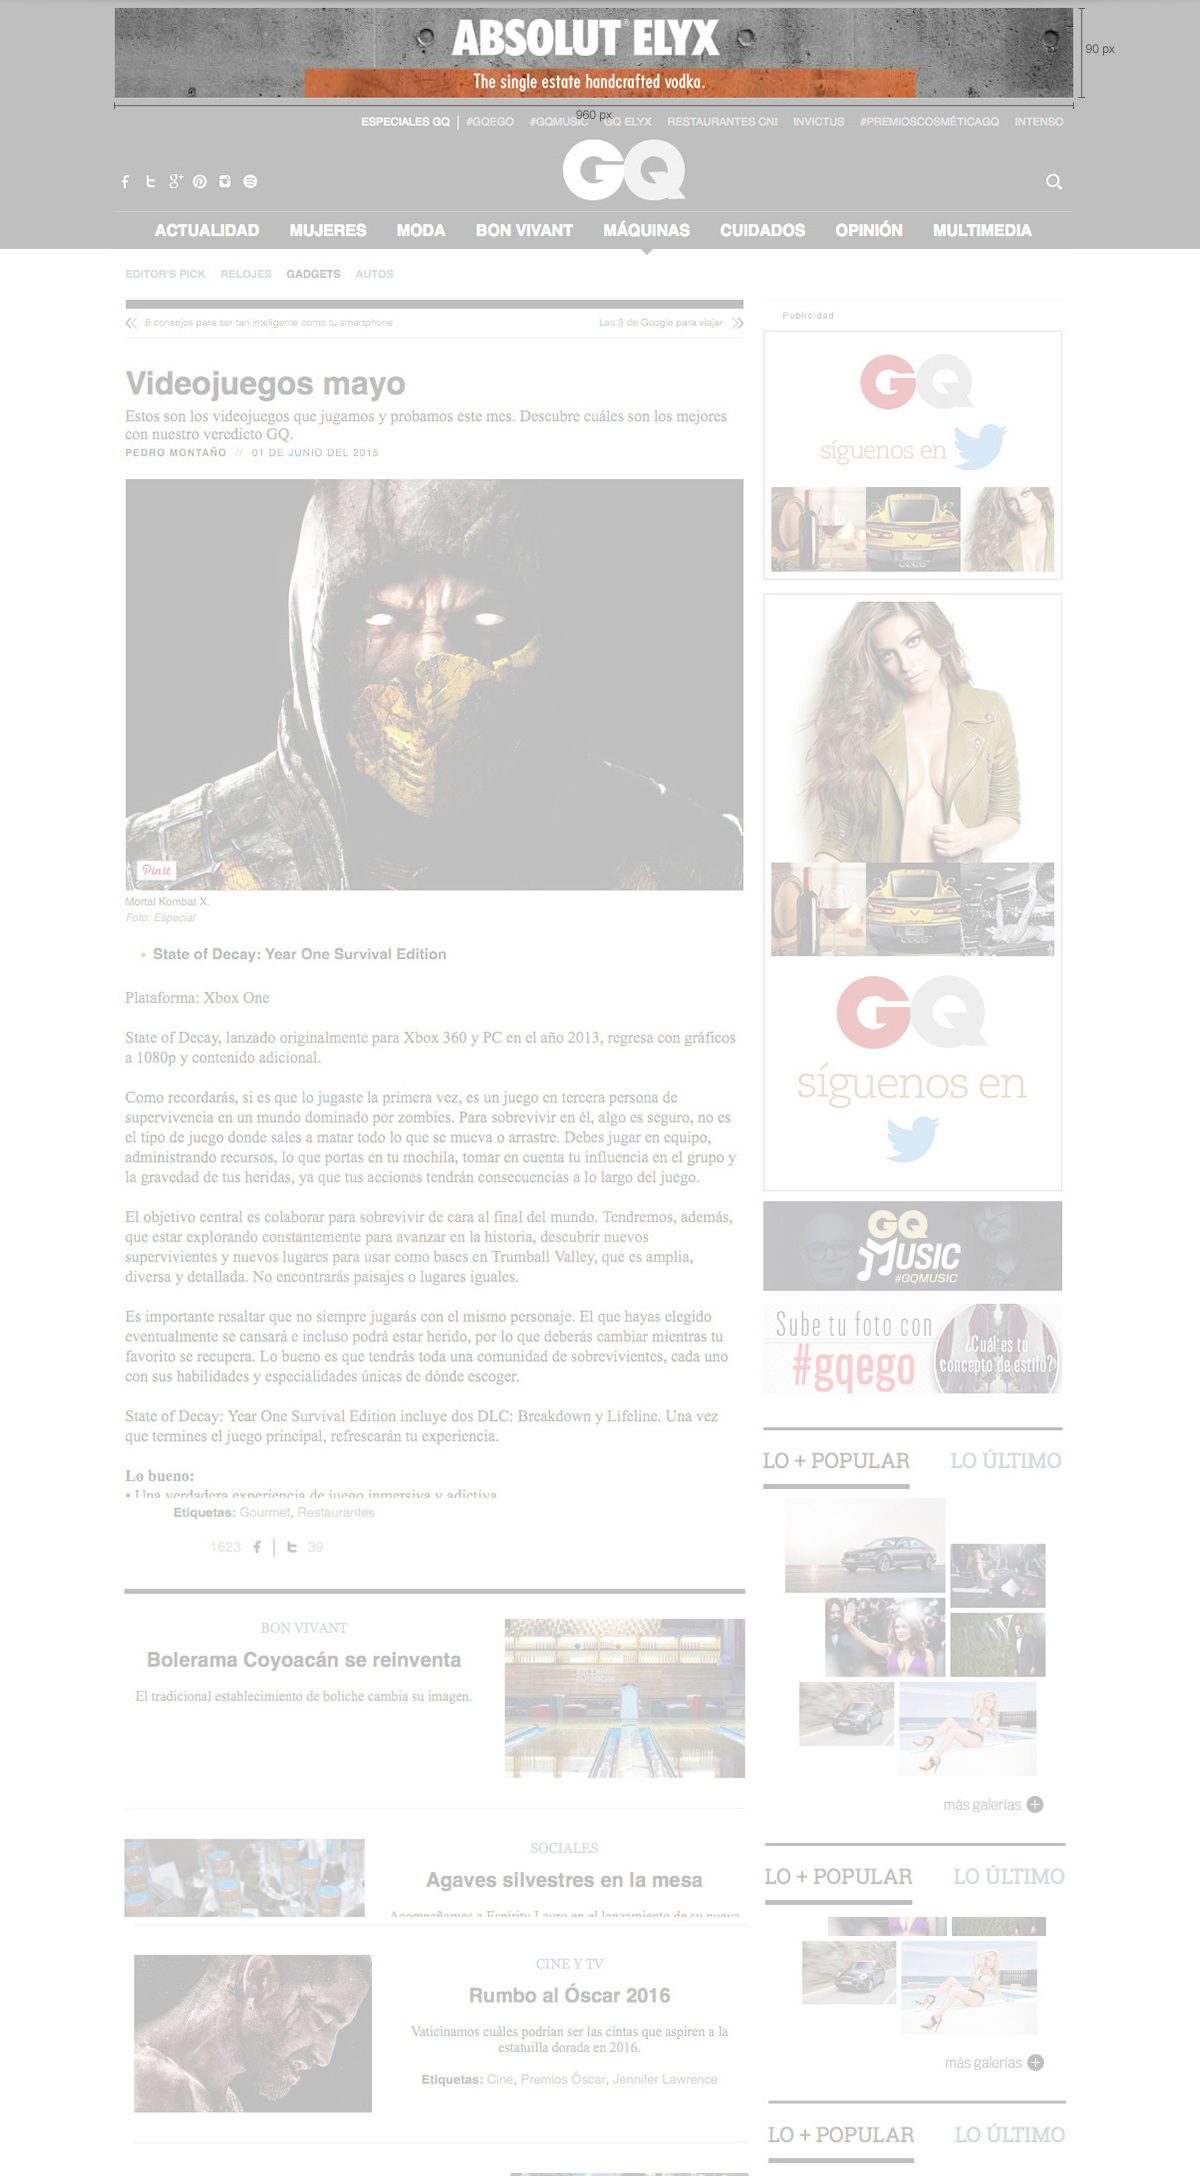 ABSOLUT ELYX
The single estate handcrafted vodka.
90 px
960 px
ESPECIALES GQ | #GQEGO #GQMUSIC GQ ELYX RESTAURANTES CNI INVICTUS #PREMIOSCOSMÉTICAGQ INTENSO
GQ
ACTUALIDAD MUJERES MODA BON VIVANT MÁQUINAS CUIDADOS OPINIÓN MULTIMEDIA
EDITOR'S PICK RELOJES GADGETS AUTOS
5 consejos para ser tan inteligente como tu smartphone
Las 3 de Google para viajar
Videojuegos mayo
Estos son los videojuegos que jugamos y probamos este mes. Descubre cuáles son los mejores
con nuestro veredicto GQ.
PEDRO MONTAÑO // 01 DE JUNIO DEL 2015
Pinit
Mortal Kombat X.
Foto: Especial
• State of Decay: Year One Survival Edition
Plataforma: Xbox One
State of Decay, lanzado originalmente para Xbox 360 y PC en el año 2013, regresa con gráficos
a 1080p y contenido adicional.
Como recordarás, si es que lo jugaste la primera vez, es un juego en tercera persona de
supervivencia en un mundo dominado por zombies. Para sobrevivir en él, algo es seguro, no es
el tipo de juego donde sales a matar todo lo que se mueva o arrastre. Debes jugar en equipo,
administrando recursos, lo que portas en tu mochila, tomar en cuenta tu influencia en el grupo y
la gravedad de tus heridas, ya que tus acciones tendrán consecuencias a lo largo del juego.
El objetivo central es colaborar para sobrevivir de cara al final del mundo. Tendremos, además,
que estar explorando constantemente para avanzar en la historia, descubrir nuevos
supervivientes y nuevos lugares para usar como bases en Trumball Valley, que es amplia,
diversa y detallada. No encontrarás paisajes o lugares iguales.
Es importante resaltar que no siempre jugarás con el mismo personaje. El que hayas elegido
eventualmente se cansará e incluso podrá estar herido, por lo que deberás cambiar mientras tu
favorito se recupera. Lo bueno es que tendrás toda una comunidad de sobrevivientes, cada uno
con sus habilidades y especialidades únicas de dónde escoger.
State of Decay: Year One Survival Edition incluye dos DLC: Breakdown y Lifeline. Una vez
que termines el juego principal, refrescarán tu experiencia.
Lo bueno:
• Una verdadera experiencia de juego inmersiva y adictiva
Etiquetas: Gourmet, Restaurantes
1623 | 39
BON VIVANT
Bolerama Coyoacán se reinventa
El tradicional establecimiento de boliche cambia su imagen.
SOCIALES
Agaves silvestres en la mesa
Acompañamos a Espíritu Lauro en el lanzamiento de su nueva
CINE Y TV
Rumbo al Óscar 2016
Vaticinamos cuáles podrían ser las cintas que aspiren a la
estatuilla dorada en 2016.
Etiquetas: Cine, Premios Óscar, Jennifer Lawrence
Publicidad
GQ
síguenos en
GQ
síguenos en
GQ
MUSIC
#GQMUSIC
Sube tu foto con
#gqego
¿Cuál es tu
concepto de estilo?
LO + POPULAR LO ÚLTIMO
más galerías
LO + POPULAR LO ÚLTIMO
más galerías
LO + POPULAR LO ÚLTIMO